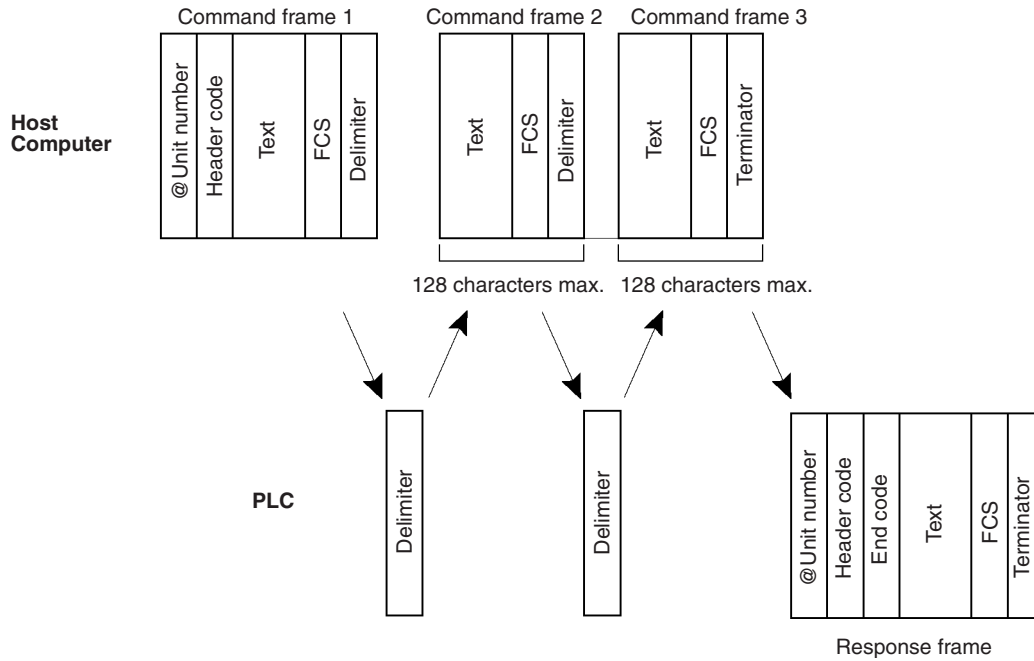 Command frame 1
Command frame 2
Command frame 3
Host
Computer
@Unit number
Header code
Text
FCS
Delimiter
Text
FCS
Delimiter
Text
FCS
Terminator
128 characters max.
128 characters max.
PLC
Delimiter
Delimiter
@Unit number
Header code
End code
Text
FCS
Terminator
Response frame